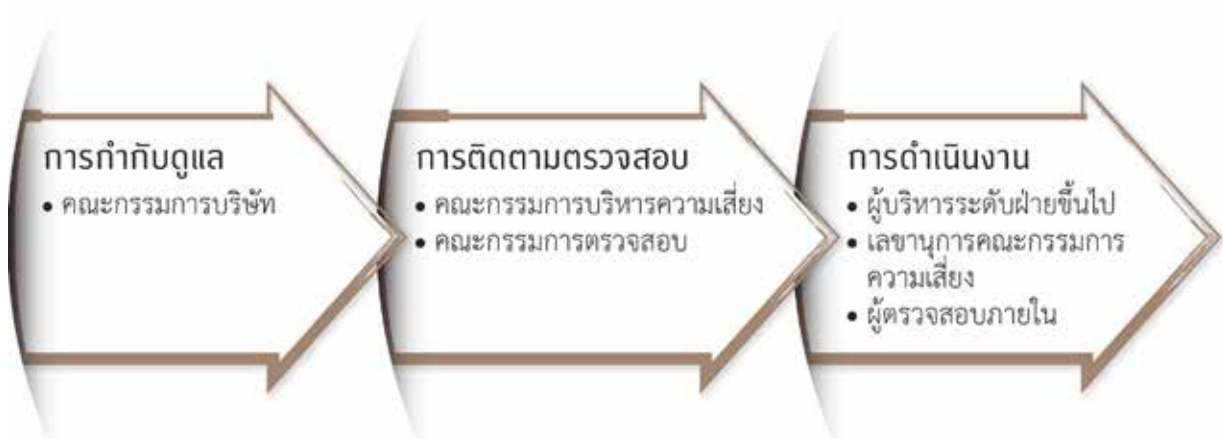 การกำกับดูแล
• คณะกรรมการบริษัท
การติดตามตรวจสอบ
• คณะกรรมการบริหารความเสี่ยง
• คณะกรรมการตรวจสอบ
การดำเนินงาน
• ผู้บริหารระดับฝ่ายขึ้นไป
• เลขานุการคณะกรรมการ
ความเสี่ยง
• ผู้ตรวจสอบภายใน